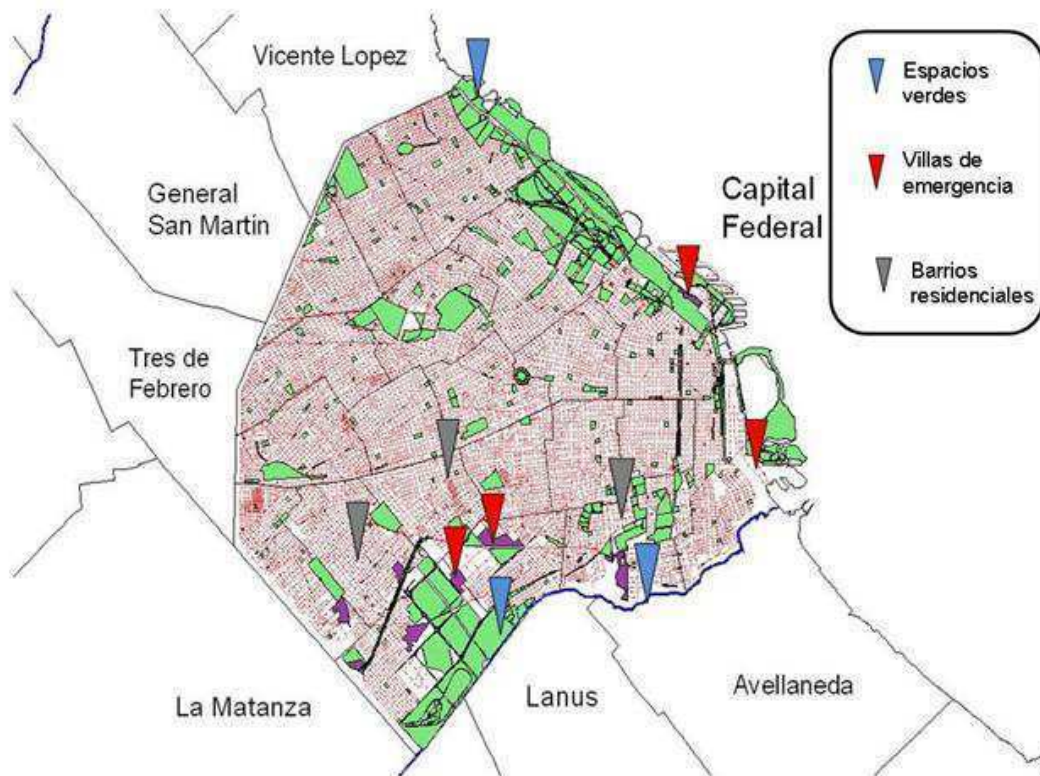 Vicente Lopez
Espacios
verdes
Villas de
emergencia
Barrios
residenciales
General
San Martin
Capital
Federal
Tres de
Febrero
La Matanza
Lanus
Avellaneda